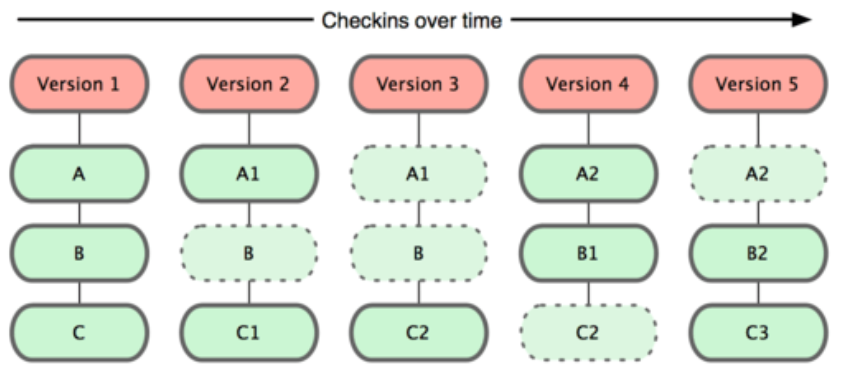 Checkins over time
Version 1 Version 2 Version 3 Version 4 Version 5
A A1 A1 A2 A2
B B B B1 B2
C C1 C2 C2 C3